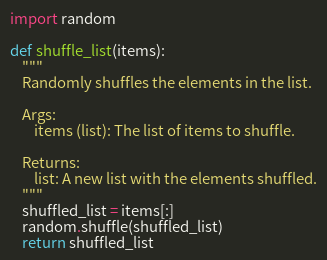 import random

def shuffle_list(items):
    """
    Randomly shuffles the elements in the list.

    Args:
        items (list): The list of items to shuffle.

    Returns:
        list: A new list with the elements shuffled.
    """
    shuffled_list = items[:]
    random.shuffle(shuffled_list)
    return shuffled_list